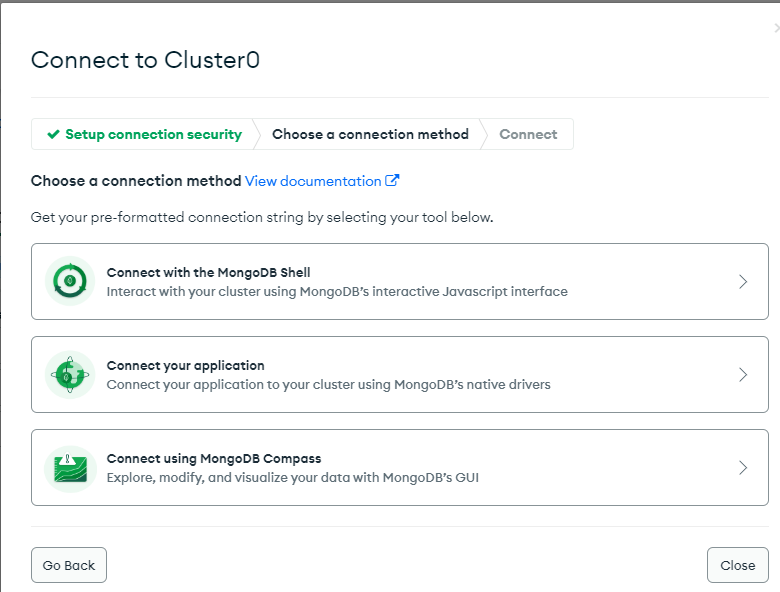 Connect to Cluster0
Setup connection security
Choose a connection method
Connect
Choose a connection method View documentation
Get your pre-formatted connection string by selecting your tool below.
Connect with the MongoDB Shell
Interact with your cluster using MongoDB's interactive Javascript interface
Connect your application
Connect your application to your cluster using MongoDB's native drivers
Connect using MongoDB Compass
Explore, modify, and visualize your data with MongoDB's GUI
Go Back
Close